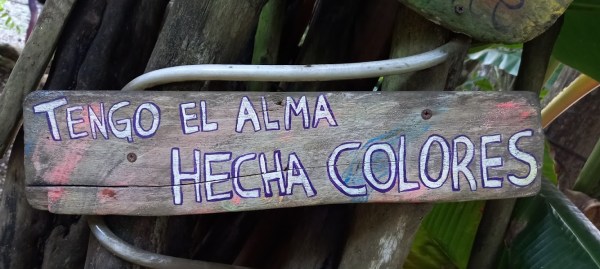 TENGO EL ALMA
HECHA COLORES